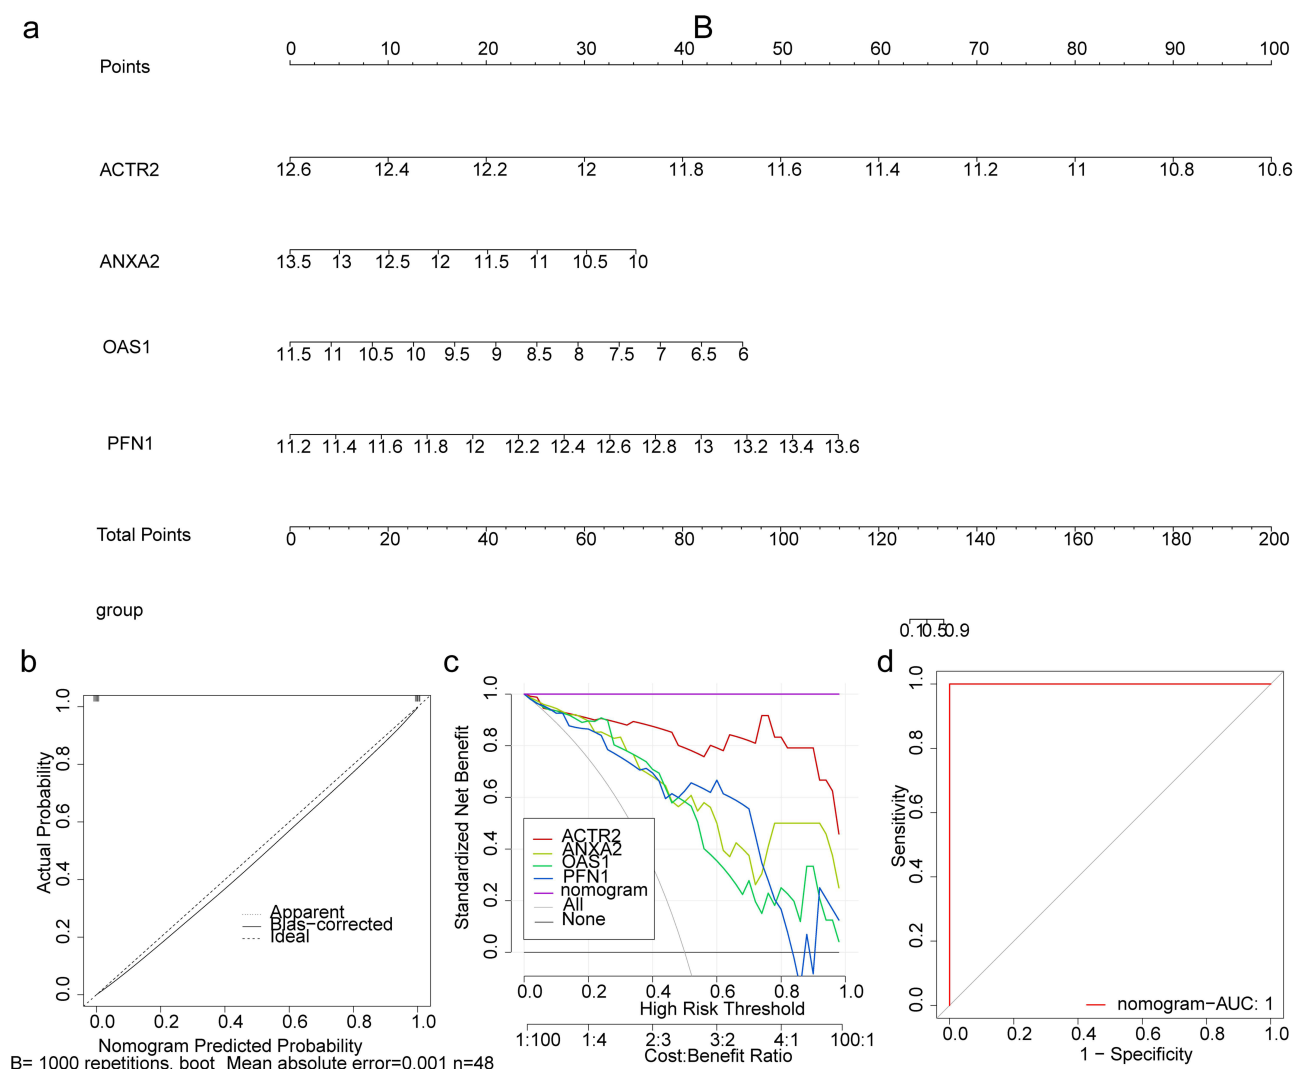 a
B
0 10 20 30 40 50 60 70 80 90 100
Points
ACTR2
12.6 12.4 12.2 12 11.8 11.6 11.4 11.2 11 10.8 10.6
ANXA2
13.5 13 12.5 12 11.5 11 10.5 10
OAS1
11.5 11 10.5 10 9.5 9 8.5 8 7.5 7 6.5 6
PFN1
11.2 11.4 11.6 11.8 12 12.2 12.4 12.6 12.8 13 13.2 13.4 13.6
Total Points
0 20 40 60 80 100 120 140 160 180 200
group
0.1 0.5 0.9
b
Actual Probability
0.0 0.2 0.4 0.6 0.8 1.0
Apparent
Bias-corrected
Ideal
0.0 0.2 0.4 0.6 0.8 1.0
Nomogram Predicted Probability
B= 1000 repetitions, boot Mean absolute error=0.001 n=48
c
Standardized Net Benefit
0.0 0.2 0.4 0.6 0.8 1.0
ACTR2
ANXA2
OAS1
PFN1
nomogram
All
None
0.0 0.2 0.4 0.6 0.8 1.0
High Risk Threshold
1:100 1:4 2:3 3:2 4:1 100:1
Cost:Benefit Ratio
d
Sensitivity
0.0 0.2 0.4 0.6 0.8 1.0
nomogram-AUC: 1
0.0 0.2 0.4 0.6 0.8 1.0
1 - Specificity